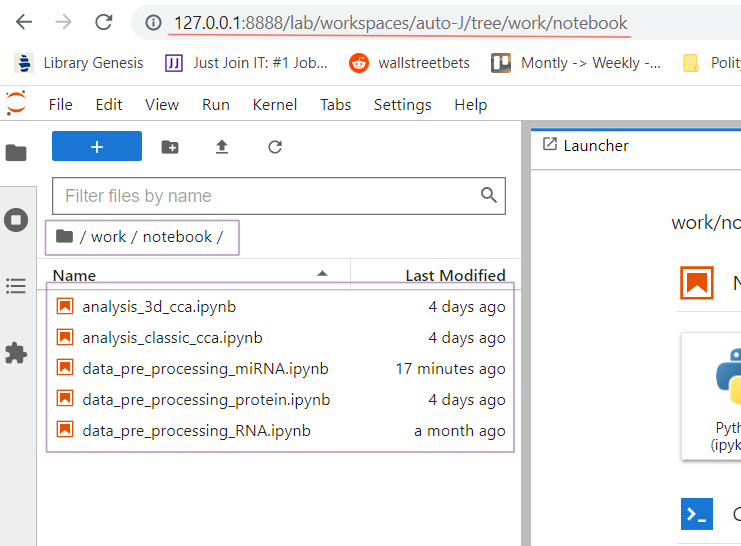 127.0.0.1:8888/lab/workspaces/auto-J/tree/work/notebook
Library Genesis Just Join IT: #1 Job... wallstreetbets Montly -> Weekly -...
File Edit View Run Kernel Tabs Settings Help
Launcher
Filter files by name
/ work / notebook /
Name Last Modified
analysis_3d_cca.ipynb 4 days ago
analysis_classic_cca.ipynb 4 days ago
data_pre_processing_miRNA.ipynb 17 minutes ago
data_pre_processing_protein.ipynb 4 days ago
data_pre_processing_RNA.ipynb a month ago
work/no
N
Pyth
(ipyk